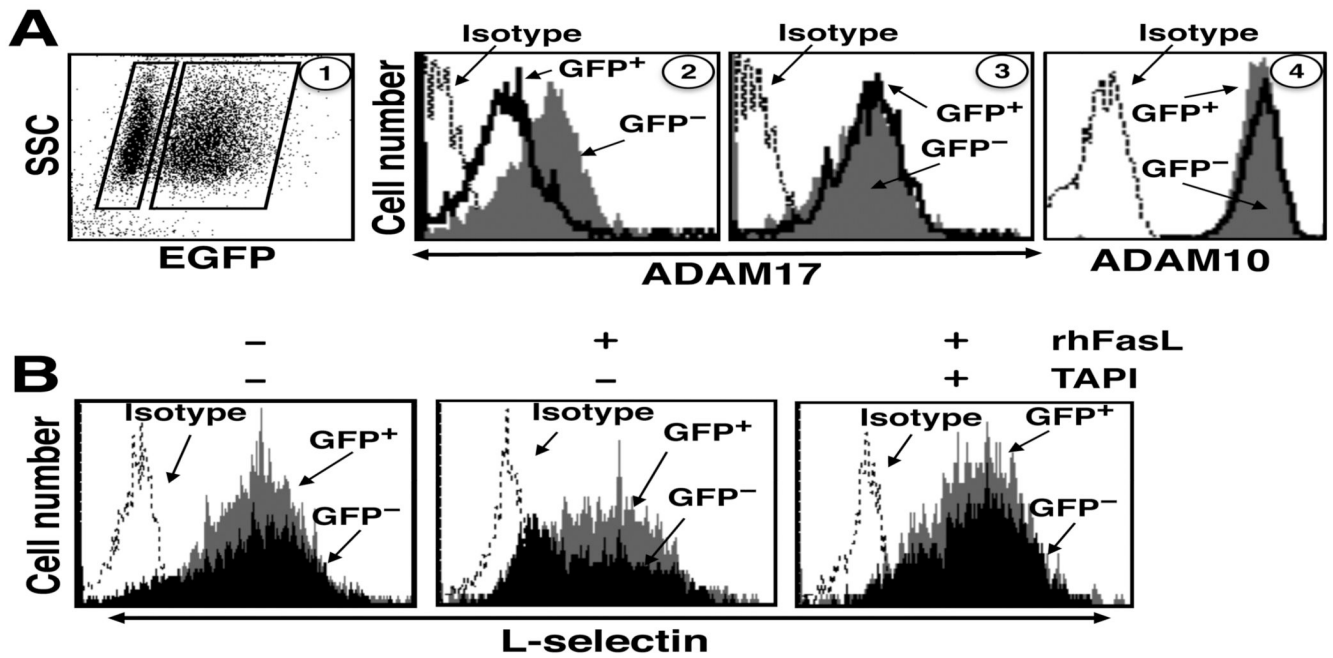 A
SSC
1
EGFP
Cell number
Isotype
2
GFP+
GFP−
Isotype
3
GFP+
GFP−
ADAM17
Isotype
4
GFP+
GFP−
ADAM10
− + + rhFasL
− − + TAPI
B
Cell number
Isotype
GFP+
GFP−
Isotype
GFP+
GFP−
Isotype
GFP+
GFP−
L-selectin